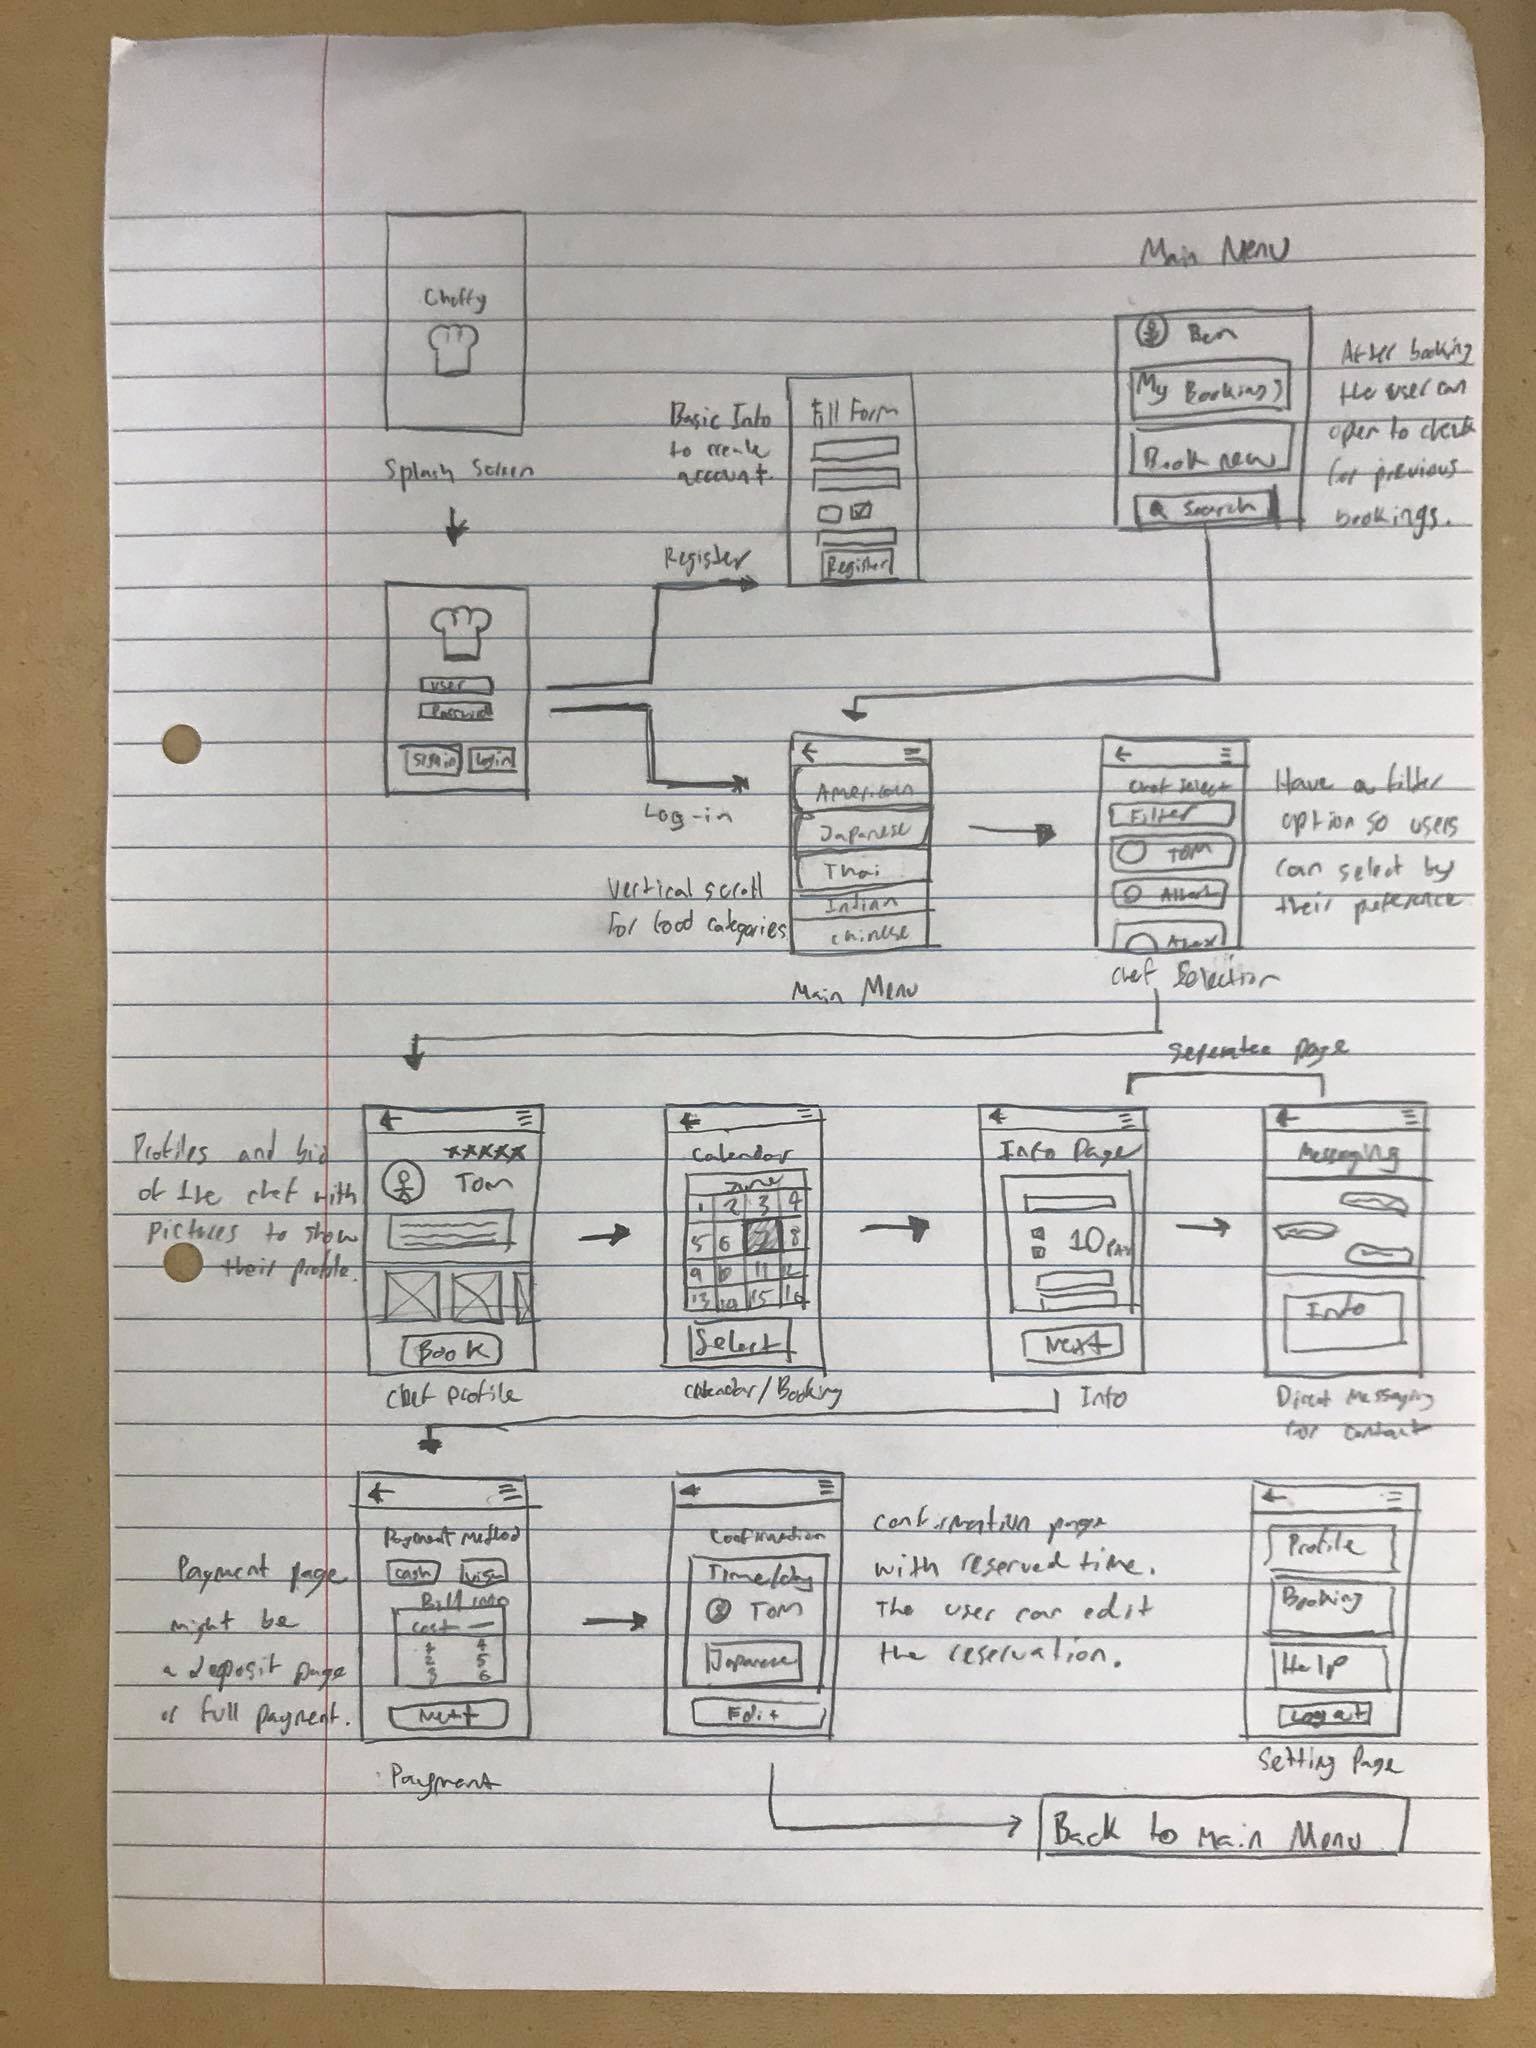 Cheffy
Splash Screen
Main Menu
Ben
My Bookings
Book new
Search
After booking
the user can
open to check
for previous
bookings.
Basic Info
to create
account.
Fill Form
Register
Register
User
Password
Login
Log-in
Vertical scroll
for food categories
American
Japanese
Thai
Indian
Chinese
Main Menu
Chef Select
Filter
Tom
Albert
Chef Selection
Have a filter
option so users
can select by
their preference
Seperatee page
Profiles and bio
of the chef with
pictures to show
their profile.
Tom
Book
Chef Profile
Calendar
June
1 2 3 4
5 6 8
9 10 11 12
13 14 15 16
Select
Calendar/Booking
Info Page
10
Next
Info
Messaging
Info
Direct Messaging
for contact
Payment page
might be
a deposit page
or full payment.
Payment Method
cash visa
Bill info
cost —
1 4
2 5
3 6
Next
Payment
Confirmation
Time/day
Tom
Japanese
Edit
confirmation page
with reserved time.
The user can edit
the reservation.
Profile
Booking
Help
Logout
Setting Page
Back to Main Menu